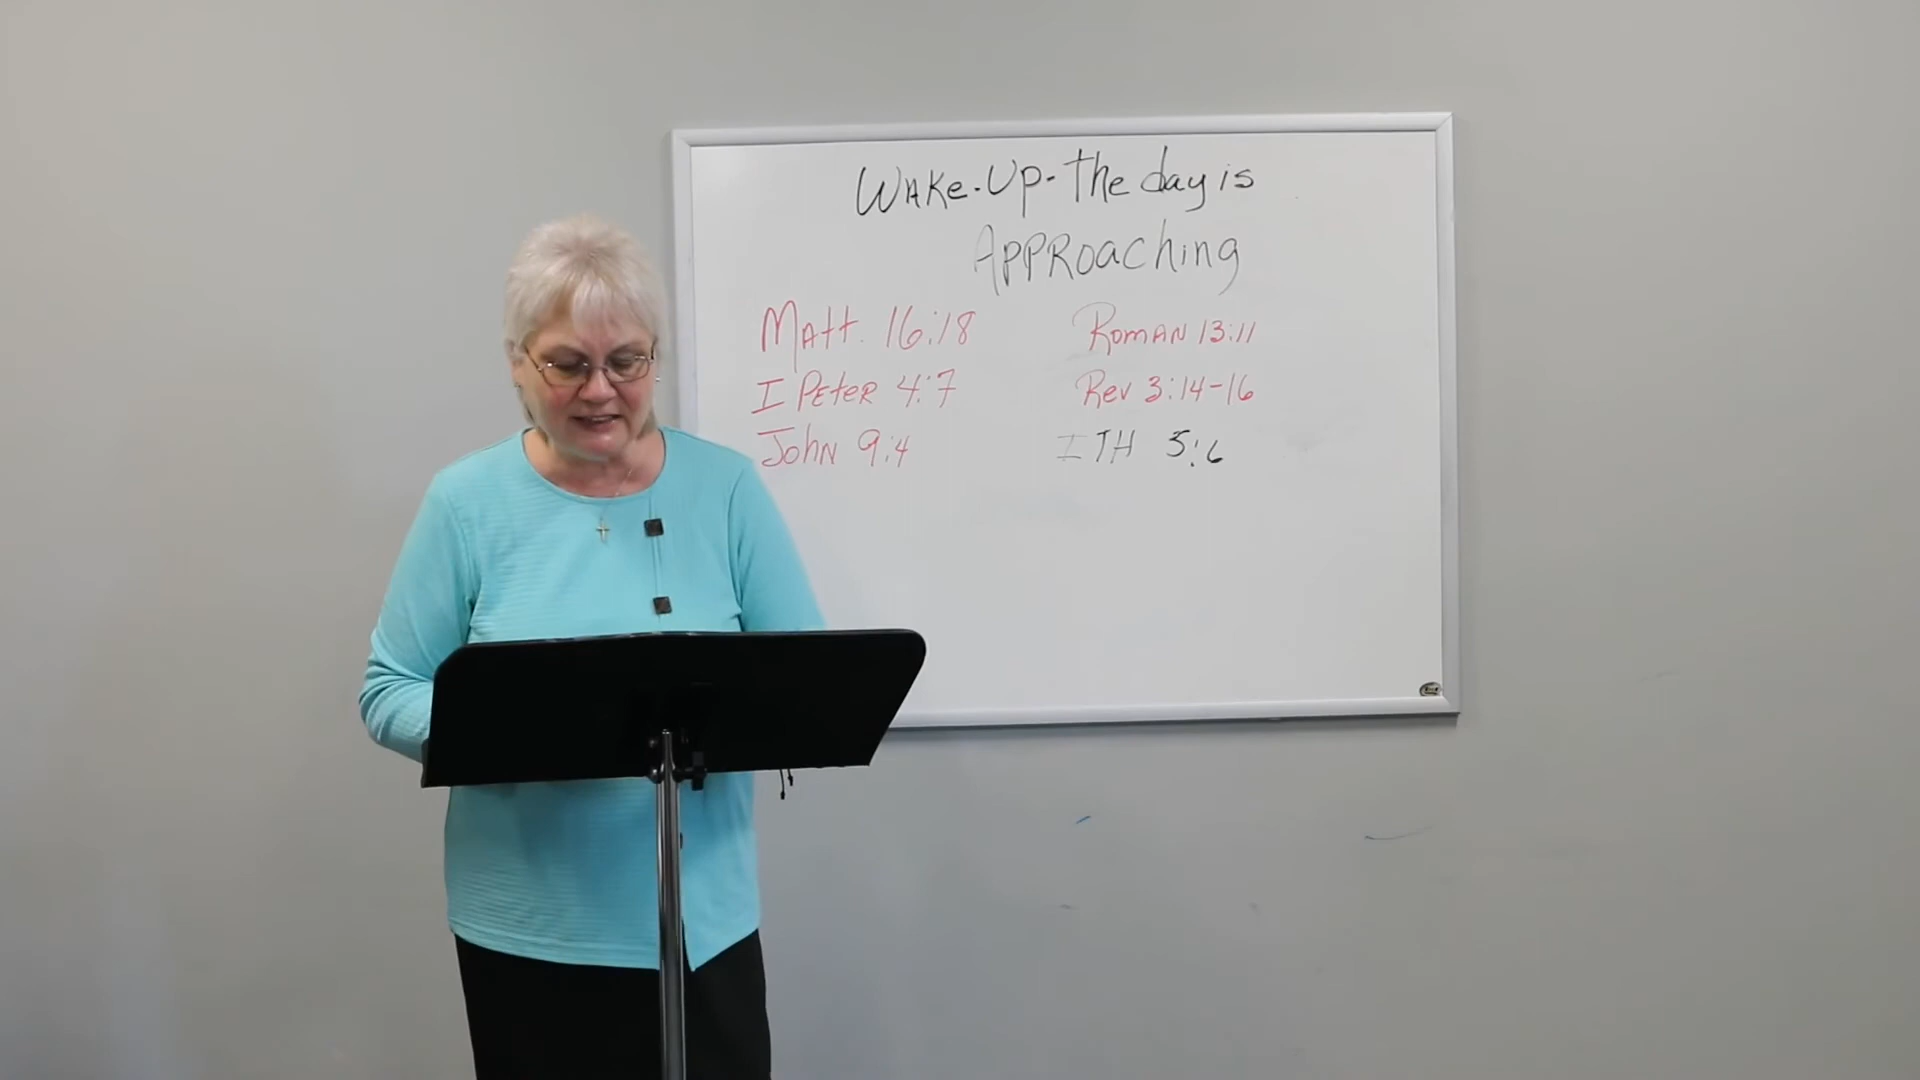 Wake-Up-The day is
Approaching
Matt. 16:18
I Peter 4:7
John 9:4
Roman 13:11
Rev 3:14-16
I TH 5:6